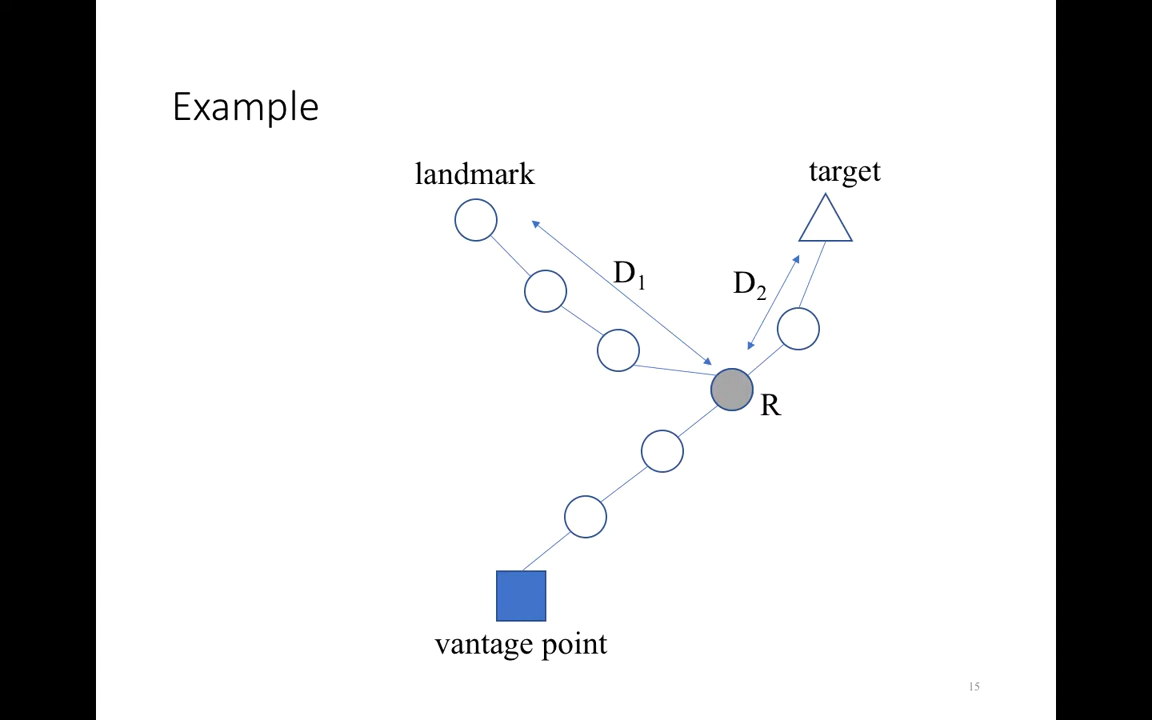 Example
landmark
target
D₁
D₂
R
vantage point
15